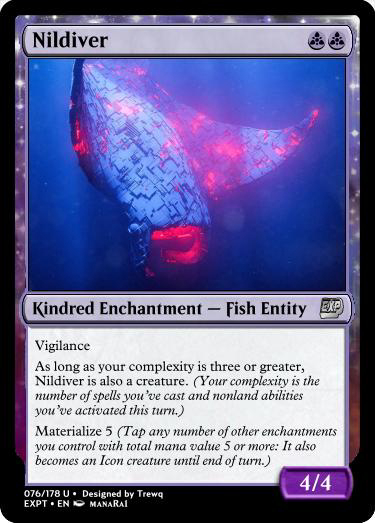 Nildiver
Kindred Enchantment — Fish Entity
EXP
Vigilance
As long as your complexity is three or greater,
Nildiver is also a creature. (Your complexity is the
number of spells you've cast and nonland abilities
you've activated this turn.)
Materialize 5 (Tap any number of other enchantments
you control with total mana value 5 or more: It also
becomes an Icon creature until end of turn.)
4/4
076/178 U • Designed by Trewq
EXPT • EN MANARAI